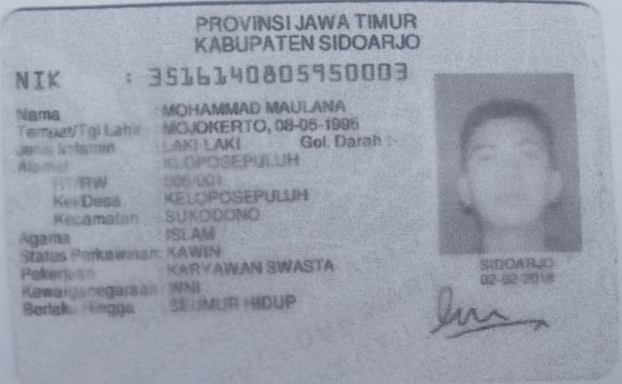 PROVINSI JAWA TIMUR
KABUPATEN SIDOARJO
NIK : 3516140805950003
Nama : MOHAMMAD MAULANA
Tempat/Tgl Lahir : MOJOKERTO, 08-05-1995
Jenis kelamin : LAKI-LAKI Gol. Darah : -
Alamat : KLOPOSEPULUH
RT/RW
Kel/Desa : KELOPOSEPULUH
Kecamatan : SUKODONO
Agama : ISLAM
Status Perkawinan: KAWIN
Pekerjaan : KARYAWAN SWASTA
Kewarganegaraan: WNI
Berlaku Hingga : SEUMUR HIDUP
SIDOARJO
02-02-2018